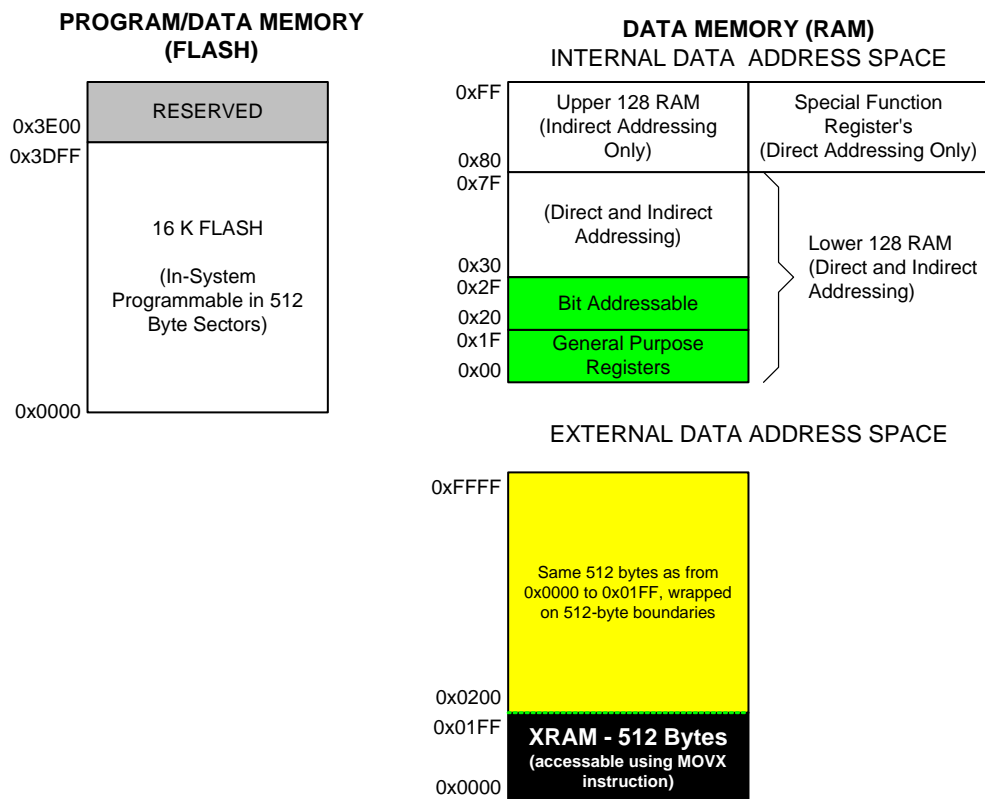 PROGRAM/DATA MEMORY
(FLASH)
RESERVED
0x3E00
0x3DFF
16 K FLASH
(In-System
Programmable in 512
Byte Sectors)
0x0000
DATA MEMORY (RAM)
INTERNAL DATA ADDRESS SPACE
0xFF
Upper 128 RAM
(Indirect Addressing
Only)
Special Function
Register's
(Direct Addressing Only)
0x80
0x7F
(Direct and Indirect
Addressing)
0x30
Lower 128 RAM
(Direct and Indirect
Addressing)
0x2F
Bit Addressable
0x20
0x1F
General Purpose
Registers
0x00
EXTERNAL DATA ADDRESS SPACE
0xFFFF
Same 512 bytes as from
0x0000 to 0x01FF, wrapped
on 512-byte boundaries
0x0200
0x01FF
XRAM - 512 Bytes
(accessable using MOVX
instruction)
0x0000